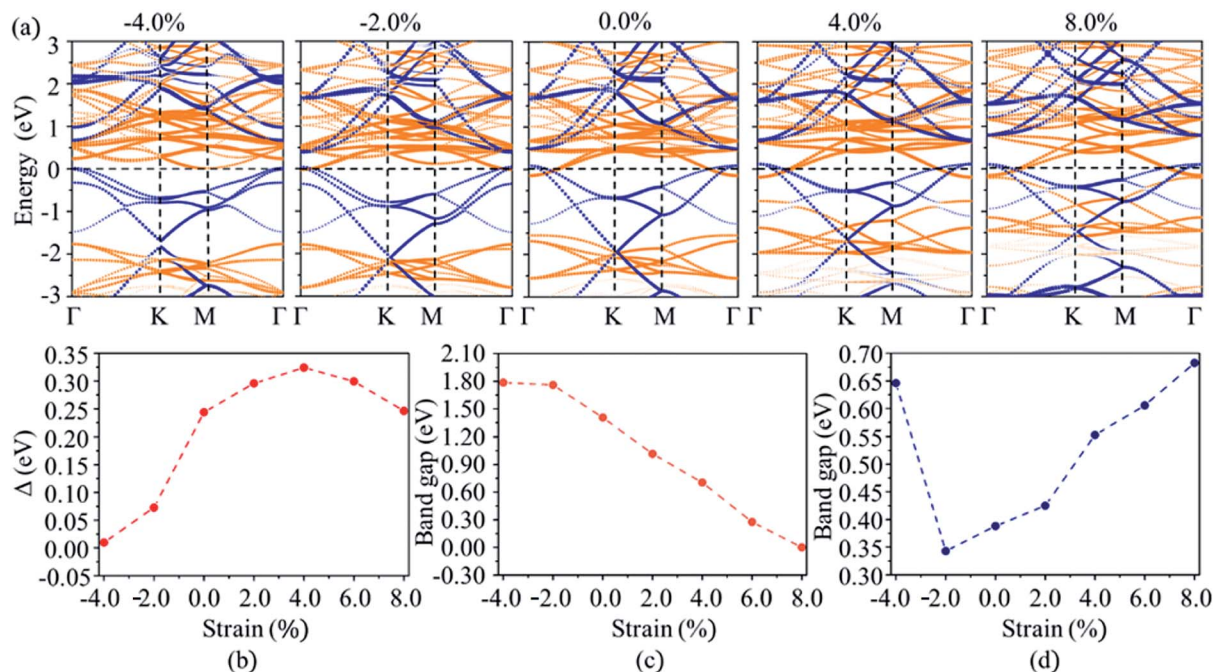 (a)
-4.0%
-2.0%
0.0%
4.0%
8.0%
Energy (eV)
3
2
1
0
-1
-2
-3
Γ K M Γ
Γ K M Γ
Γ K M Γ
Γ K M Γ
Γ K M Γ
Δ (eV)
0.35
0.30
0.25
0.20
0.15
0.10
0.05
0.00
-0.05
-4.0 -2.0 0.0 2.0 4.0 6.0 8.0
Strain (%)
(b)
Band gap (eV)
2.10
1.80
1.50
1.20
0.90
0.60
0.30
0.00
-0.30
-4.0 -2.0 0.0 2.0 4.0 6.0 8.0
Strain (%)
(c)
Band gap (eV)
0.70
0.65
0.60
0.55
0.50
0.45
0.40
0.35
0.30
-4.0 -2.0 0.0 2.0 4.0 6.0 8.0
Strain (%)
(d)